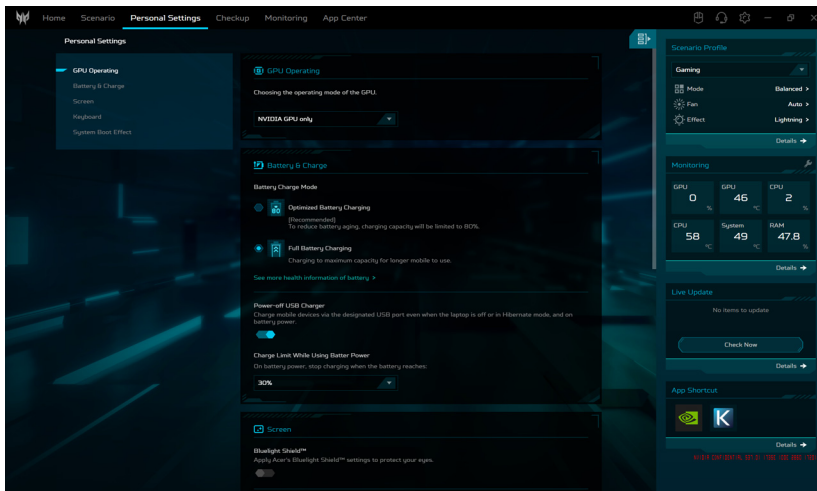 Home Scenario Personal Settings Checkup Monitoring App Center
Personal Settings
GPU Operating
Battery & Charge
Screen
Keyboard
System Boot Effect
GPU Operating
Choosing the operating mode of the GPU.
NVIDIA GPU only
Battery & Charge
Battery Charge Mode
Optimized Battery Charging
[Recommended]
To reduce battery aging, charging capacity will be limited to 80%.
Full Battery Charging
Charging to maximum capacity for longer mobile to use.
See more health information of battery
Power-off USB Charger
Charge mobile devices via the designated USB port even when the laptop is off or in Hibernate mode, and on
battery power.
Charge Limit While Using Batter Power
On battery power, stop charging when the battery reaches:
30%
Screen
Bluelight Shield™
Apply Acer's Bluelight Shield™ settings to protect your eyes.
Scenario Profile
Gaming
Mode Balanced >
Fan Auto >
Effect Lightning >
Details →
Monitoring
GPU GPU CPU
0 % 46 °C 2 %
CPU System RAM
58 °C 49 °C 47.8 %
Details →
Live Update
No items to update
Check Now
Details →
App Shortcut
K
Details →